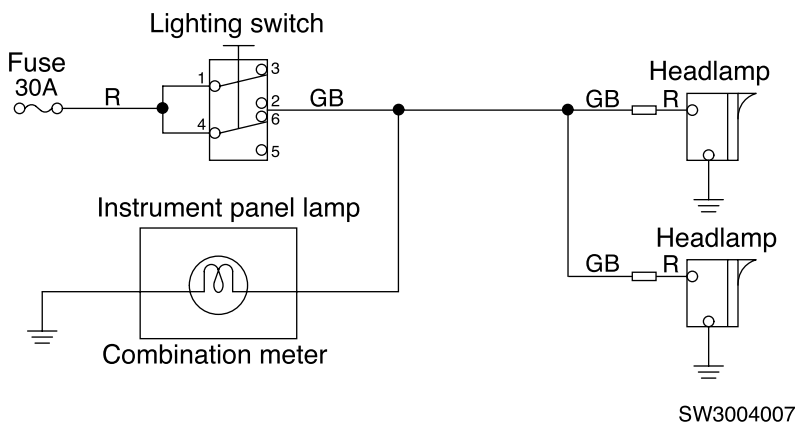 Lighting switch
Fuse
30A
R
1
3
2
GB
6
4
5
Headlamp
GB
R
Instrument panel lamp
Combination meter
Headlamp
GB
R
SW3004007